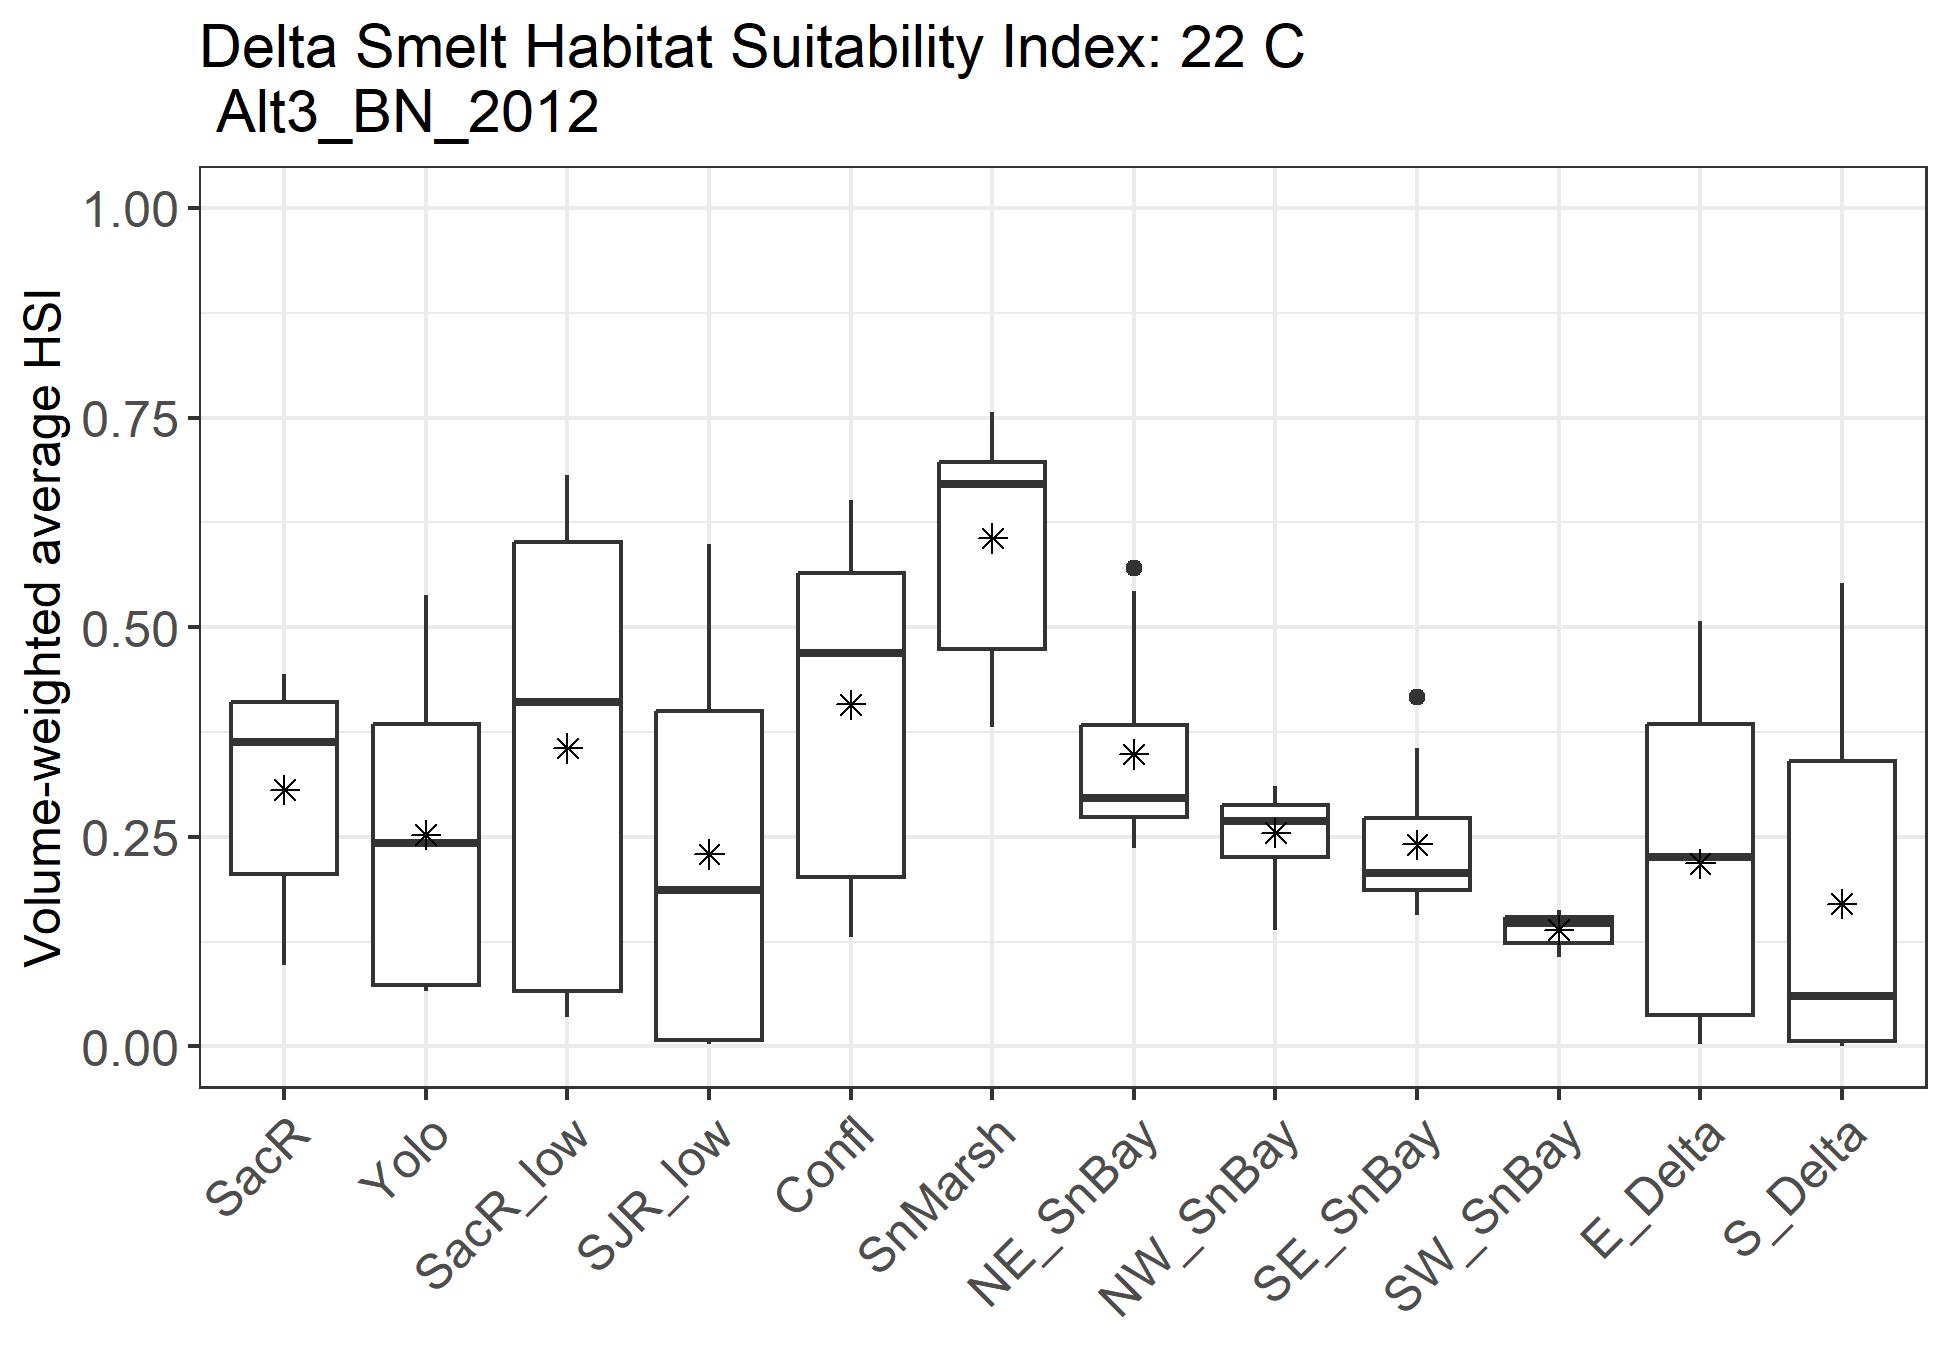 Delta Smelt Habitat Suitability Index: 22 C
Alt3_BN_2012
Volume-weighted average HSI
1.00
0.75
0.50
0.25
0.00
SacR
Yolo
SacR_low
SJR_low
Confl
SnMarsh
NE_SnBay
NW_SnBay
SE_SnBay
SW_SnBay
E_Delta
S_Delta